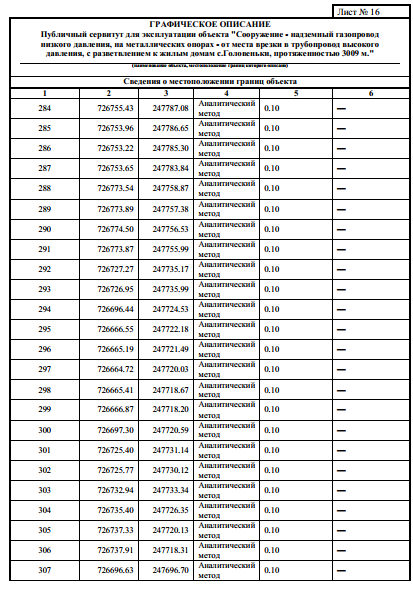 Лист № 16
ГРАФИЧЕСКОЕ ОПИСАНИЕ
Публичный сервитут для эксплуатации объекта "Сооружение - надземный газопровод
низкого давления, на металлических опорах - от места врезки в трубопровод высокого
давления, с разветвлением к жилым домам с.Головеньки, протяженностью 3009 м."
(наименование объекта, местоположение границ которого описано)
Сведения о местоположении границ объекта
1 2 3 4 5 6
284 726755.43 247787.08 Аналитический метод 0.10 —
285 726753.96 247786.65 Аналитический метод 0.10 —
286 726753.22 247785.30 Аналитический метод 0.10 —
287 726753.65 247783.84 Аналитический метод 0.10 —
288 726773.54 247758.87 Аналитический метод 0.10 —
289 726773.89 247757.38 Аналитический метод 0.10 —
290 726774.50 247756.53 Аналитический метод 0.10 —
291 726773.87 247755.99 Аналитический метод 0.10 —
292 726727.27 247735.17 Аналитический метод 0.10 —
293 726726.95 247735.99 Аналитический метод 0.10 —
294 726696.44 247724.53 Аналитический метод 0.10 —
295 726666.55 247722.18 Аналитический метод 0.10 —
296 726665.19 247721.49 Аналитический метод 0.10 —
297 726664.72 247720.03 Аналитический метод 0.10 —
298 726665.41 247718.67 Аналитический метод 0.10 —
299 726666.87 247718.20 Аналитический метод 0.10 —
300 726697.30 247720.59 Аналитический метод 0.10 —
301 726725.40 247731.14 Аналитический метод 0.10 —
302 726725.77 247730.12 Аналитический метод 0.10 —
303 726732.94 247733.34 Аналитический метод 0.10 —
304 726735.40 247726.35 Аналитический метод 0.10 —
305 726737.33 247720.13 Аналитический метод 0.10 —
306 726737.91 247718.31 Аналитический метод 0.10 —
307 726696.63 247696.70 Аналитический метод 0.10 —